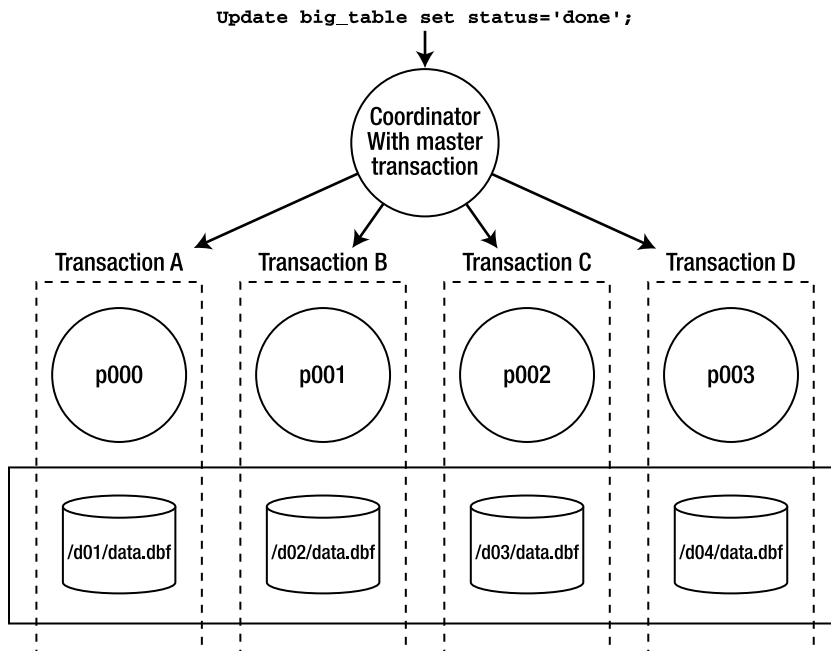 Update big_table set status='done';
Coordinator
With master
transaction
Transaction A
Transaction B
Transaction C
Transaction D
p000
p001
p002
p003
/d01/data.dbf
/d02/data.dbf
/d03/data.dbf
/d04/data.dbf